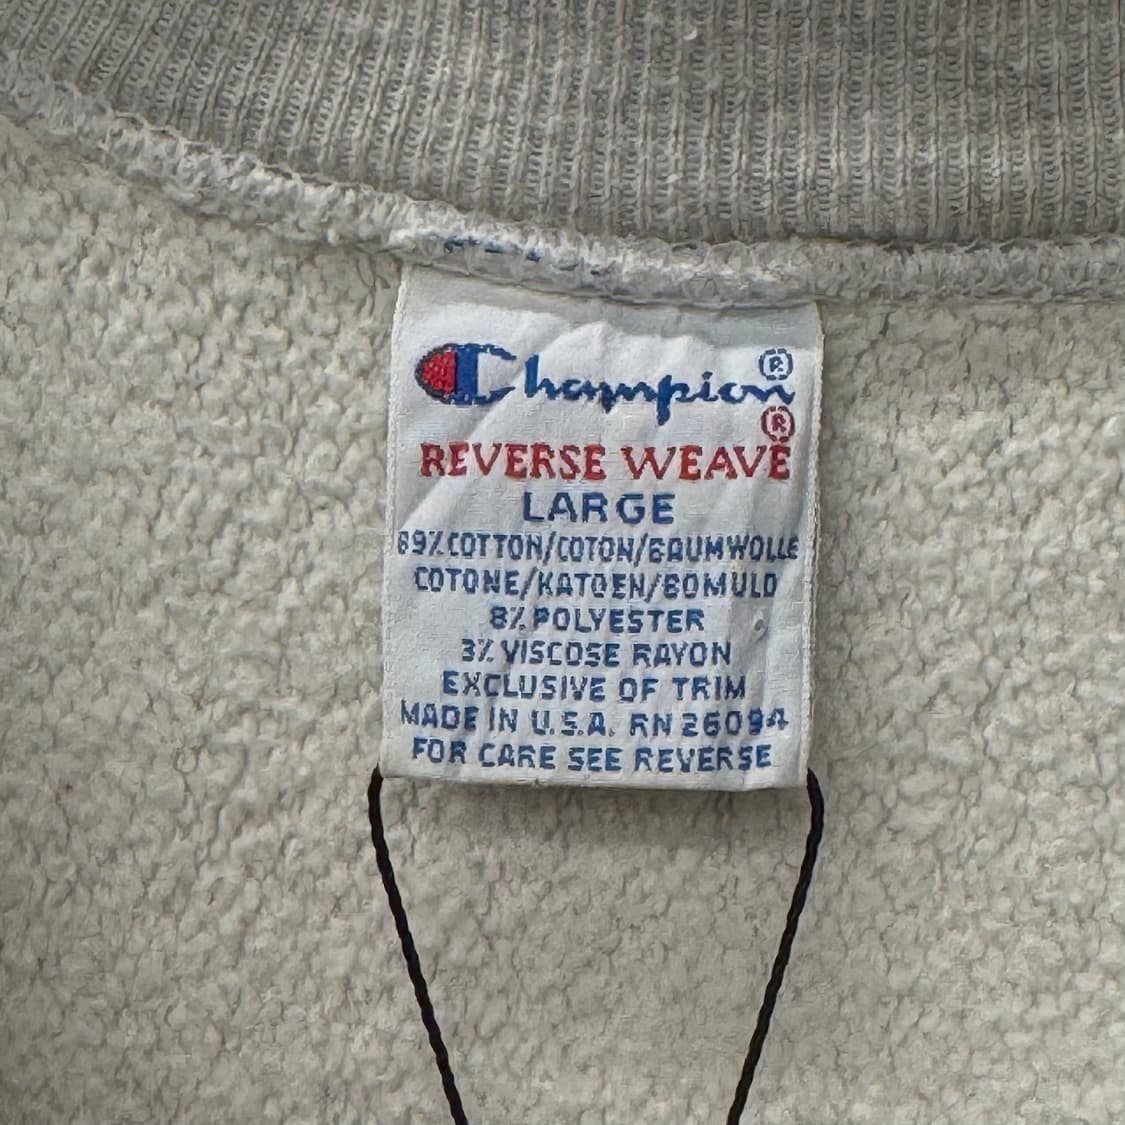 Champion®
®
REVERSE WEAVE
LARGE
89% COTTON/COTON/BAUMWOLLE
COTONE/KATOEN/BOMULD
8% POLYESTER
3% VISCOSE RAYON
EXCLUSIVE OF TRIM
MADE IN U.S.A. RN 26094
FOR CARE SEE REVERSE